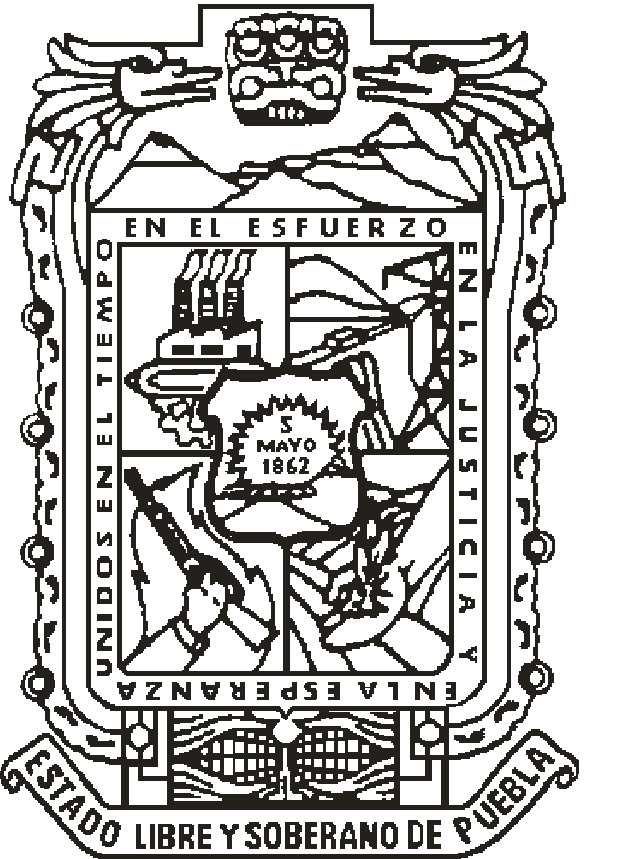 UNIDOS EN EL TIEMPO
EN EL ESFUERZO
EN LA JUSTICIA Y
EN LA ESPERANZA
5
MAYO
1862
ESTADO LIBRE Y SOBERANO DE PUEBLA